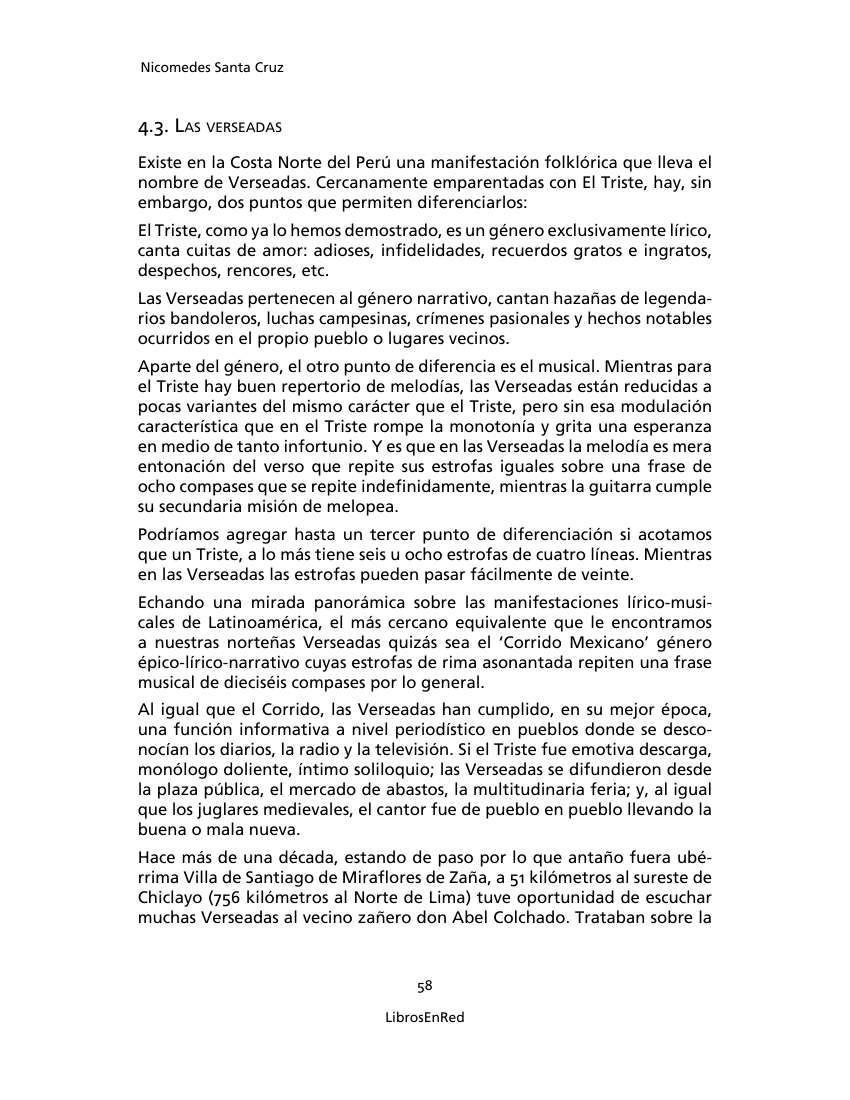 Nicomedes Santa Cruz
4.3. Las verseadas
Existe en la Costa Norte del Perú una manifestación folklórica que lleva el
nombre de Verseadas. Cercanamente emparentadas con El Triste, hay, sin
embargo, dos puntos que permiten diferenciarlos:
El Triste, como ya lo hemos demostrado, es un género exclusivamente lírico,
canta cuitas de amor: adioses, infidelidades, recuerdos gratos e ingratos,
despechos, rencores, etc.
Las Verseadas pertenecen al género narrativo, cantan hazañas de legenda-
rios bandoleros, luchas campesinas, crímenes pasionales y hechos notables
ocurridos en el propio pueblo o lugares vecinos.
Aparte del género, el otro punto de diferencia es el musical. Mientras para
el Triste hay buen repertorio de melodías, las Verseadas están reducidas a
pocas variantes del mismo carácter que el Triste, pero sin esa modulación
característica que en el Triste rompe la monotonía y grita una esperanza
en medio de tanto infortunio. Y es que en las Verseadas la melodía es mera
entonación del verso que repite sus estrofas iguales sobre una frase de
ocho compases que se repite indefinidamente, mientras la guitarra cumple
su secundaria misión de melopea.
Podríamos agregar hasta un tercer punto de diferenciación si acotamos
que un Triste, a lo más tiene seis u ocho estrofas de cuatro líneas. Mientras
en las Verseadas las estrofas pueden pasar fácilmente de veinte.
Echando una mirada panorámica sobre las manifestaciones lírico-musi-
cales de Latinoamérica, el más cercano equivalente que le encontramos
a nuestras norteñas Verseadas quizás sea el ‘Corrido Mexicano’ género
épico-lírico-narrativo cuyas estrofas de rima asonantada repiten una frase
musical de dieciséis compases por lo general.
Al igual que el Corrido, las Verseadas han cumplido, en su mejor época,
una función informativa a nivel periodístico en pueblos donde se desco-
nocían los diarios, la radio y la televisión. Si el Triste fue emotiva descarga,
monólogo doliente, íntimo soliloquio; las Verseadas se difundieron desde
la plaza pública, el mercado de abastos, la multitudinaria feria; y, al igual
que los juglares medievales, el cantor fue de pueblo en pueblo llevando la
buena o mala nueva.
Hace más de una década, estando de paso por lo que antaño fuera ubé-
rrima Villa de Santiago de Miraflores de Zaña, a 51 kilómetros al sureste de
Chiclayo (756 kilómetros al Norte de Lima) tuve oportunidad de escuchar
muchas Verseadas al vecino zañero don Abel Colchado. Trataban sobre la
58
LibrosEnRed